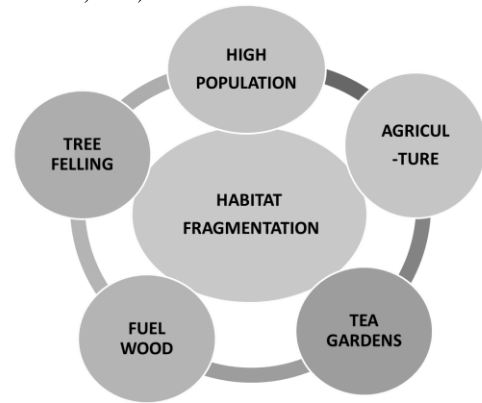 HIGH
POPULATION
AGRICUL
-TURE
TREE
FELLING
HABITAT
FRAGMENTATION
FUEL
WOOD
TEA
GARDENS